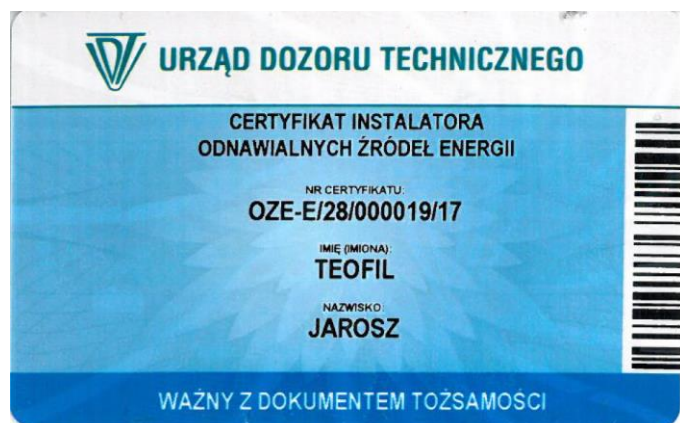 UDT URZĄD DOZORU TECHNICZNEGO
CERTYFIKAT INSTALATORA
ODNAWIALNYCH ŹRÓDEŁ ENERGII
NR CERTYFIKATU:
OZE-E/28/000019/17
IMIĘ (IMIONA):
TEOFIL
NAZWISKO:
JAROSZ
WAŻNY Z DOKUMENTEM TOŻSAMOŚCI